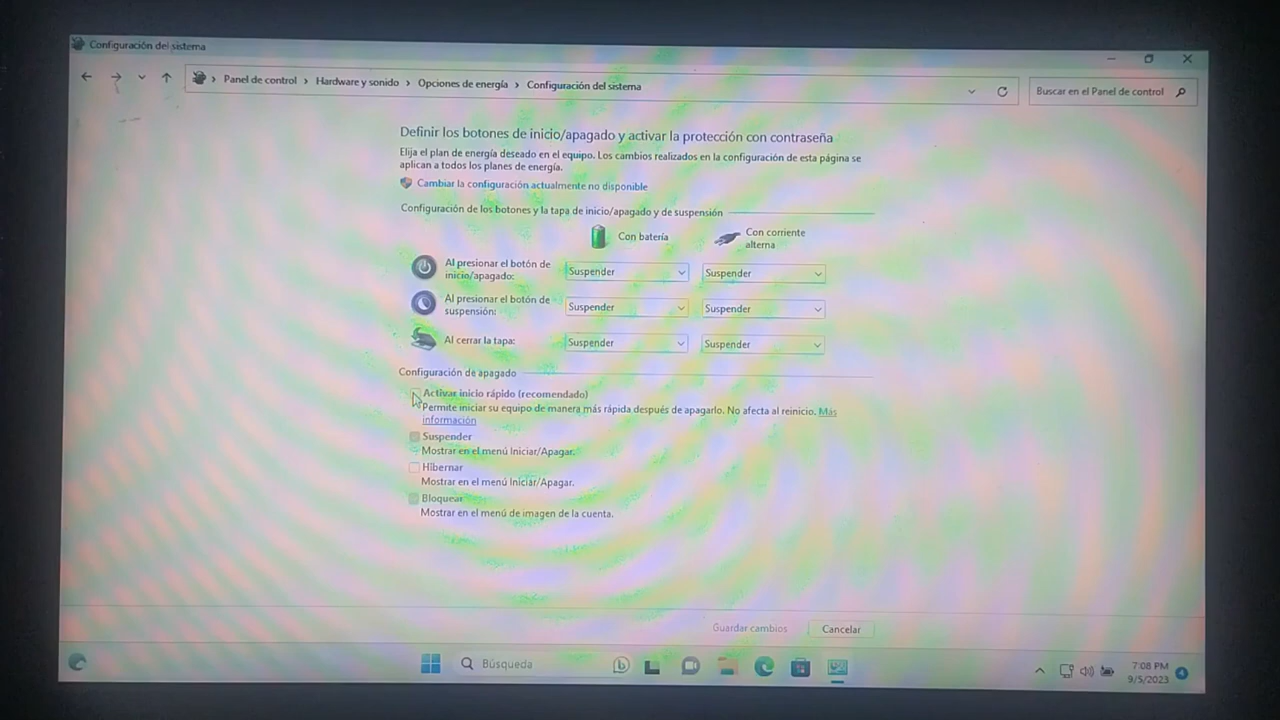 Configuración del sistema
Panel de control > Hardware y sonido > Opciones de energía > Configuración del sistema
Buscar en el Panel de control
Definir los botones de inicio/apagado y activar la protección con contraseña
Elija el plan de energía deseado en el equipo. Los cambios realizados en la configuración de esta página se
aplican a todos los planes de energía.
Cambiar la configuración actualmente no disponible
Configuración de los botones y la tapa de inicio/apagado y de suspensión
Con batería
Con corriente
alterna
Al presionar el botón de
inicio/apagado:
Suspender
Suspender
Al presionar el botón de
suspensión:
Suspender
Suspender
Al cerrar la tapa:
Suspender
Suspender
Configuración de apagado
Activar inicio rápido (recomendado)
Permite iniciar su equipo de manera más rápida después de apagarlo. No afecta al reinicio. Más
información
Suspender
Mostrar en el menú Iniciar/Apagar.
Hibernar
Mostrar en el menú Iniciar/Apagar.
Bloquear
Mostrar en el menú de imagen de la cuenta.
Guardar cambios
Cancelar
Búsqueda
7:08 PM
9/5/2023
4